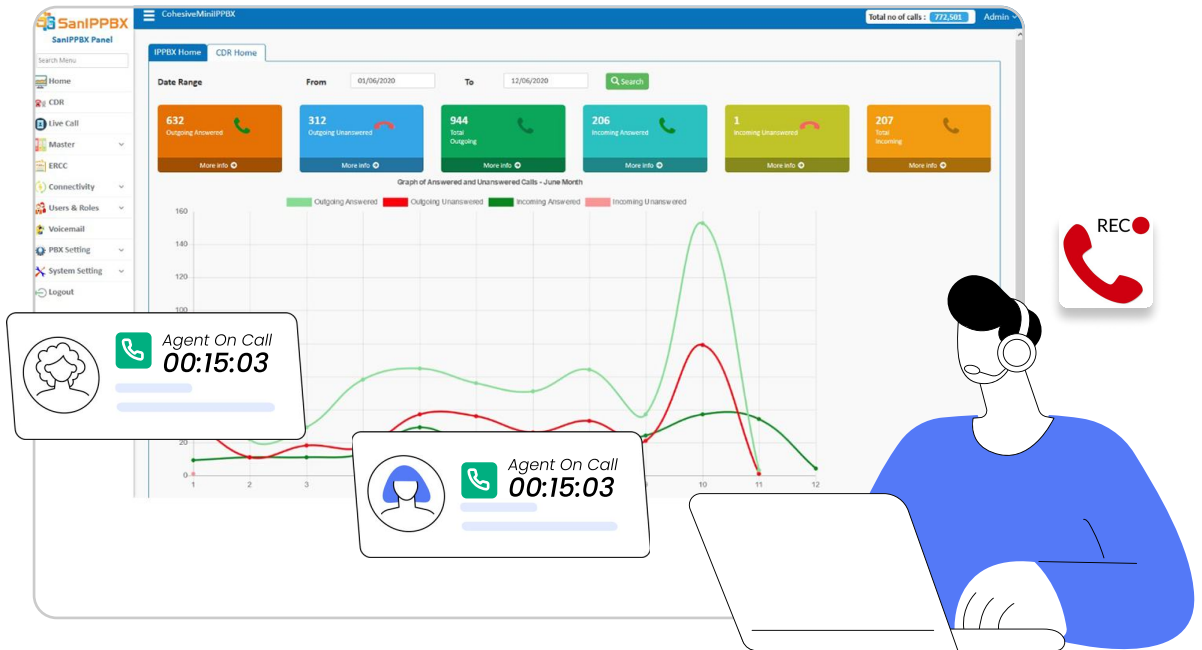 SanIPPBX
CohesiveMiniIPPBX
Total no of calls : 772,501
Admin
SanIPPBX Panel
Search Menu
Home
CDR
Live Call
Master
ERCC
Connectivity
Users & Roles
Voicemail
PBX Setting
System Setting
Logout
IPPBX Home
CDR Home
Date Range
From
01/06/2020
To
12/06/2020
Search
632
Outgoing Answered
More info
312
Outgoing Unanswered
More info
944
Total
Outgoing
More info
206
Incoming Answered
More info
1
Incoming Unanswered
More info
207
Total
Incoming
More info
Graph of Answered and Unanswered Calls - June Month
Outgoing Answered
Outgoing Unanswered
Incoming Answered
Incoming Unanswered
160
140
120
100
20
0
1
2
3
10
11
12
Agent On Call
00:15:03
Agent On Call
00:15:03
REC